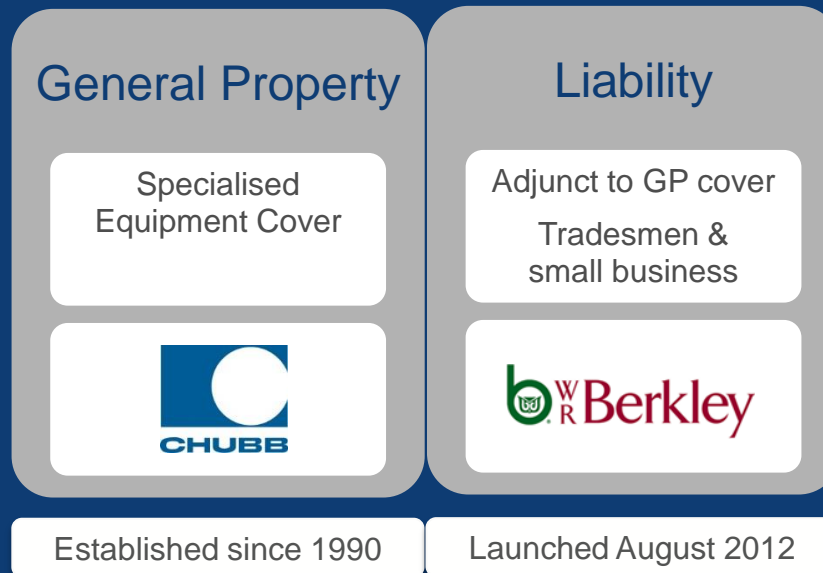 General Property
Specialised
Equipment Cover
CHUBB
Established since 1990
Liability
Adjunct to GP cover
Tradesmen &
small business
b W R Berkley
Launched August 2012